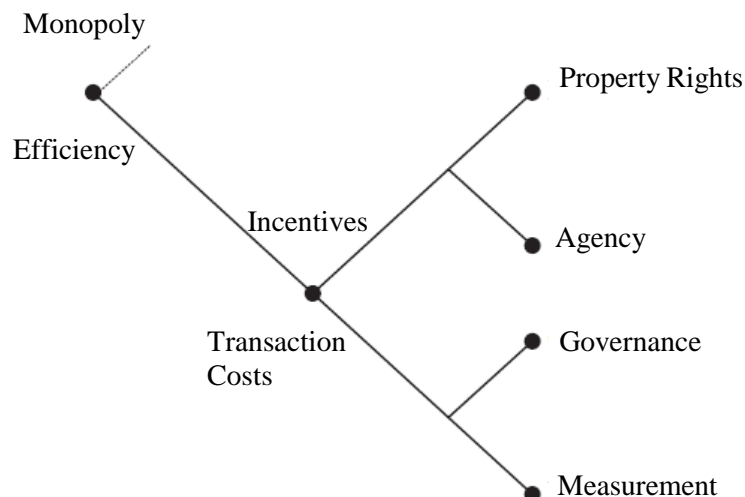 Monopoly
Property Rights
Efficiency
Incentives
Agency
Transaction
Costs
Governance
Measurement